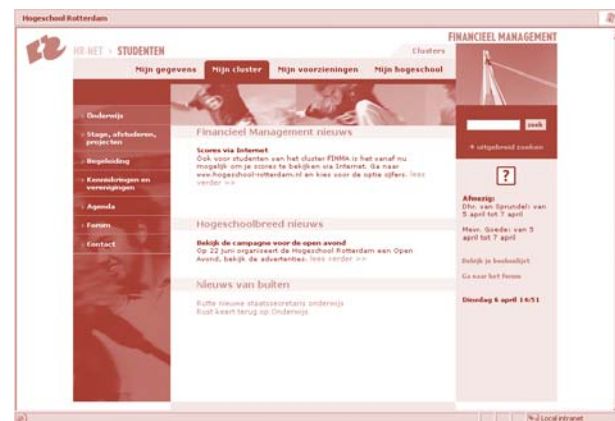 Hogeschool Rotterdam
FINANCIEEL MANAGEMENT
HR-NET > STUDENTEN
Clusters
Mijn gegevens Mijn cluster Mijn voorzieningen Mijn hogeschool
Onderwijs
Stage, afstuderen,
projecten
Begeleiding
Kenniskringen en
verenigingen
Agenda
Forum
Contact
Financieel Management nieuws
Scores via Internet
Ook voor studenten van het cluster FINMA is het vanaf nu
mogelijk om je scores te bekijken via Internet. Ga naar
www.hogeschool-rotterdam.nl en kies voor de optie cijfers. lees
verder >>
Hogeschoolbreed nieuws
Bekijk de campagne voor de open avond
Op 22 juni organiseert de Hogeschool Rotterdam een Open
Avond, bekijk de advertenties. lees verder >>
Nieuws van buiten
Rutte nieuwe staatssecretaris onderwijs
Rust keert terug op Onderwijs
zoek
uitgebreid zoeken
?
Afwezig:
Dhr. van Sprundel: van
5 april tot 7 april
Mevr. Goede: van 5
april tot 7 april
Bekijk je boekenlijst
Ga naar het forum
Dinsdag 6 april 14:51
Local intranet